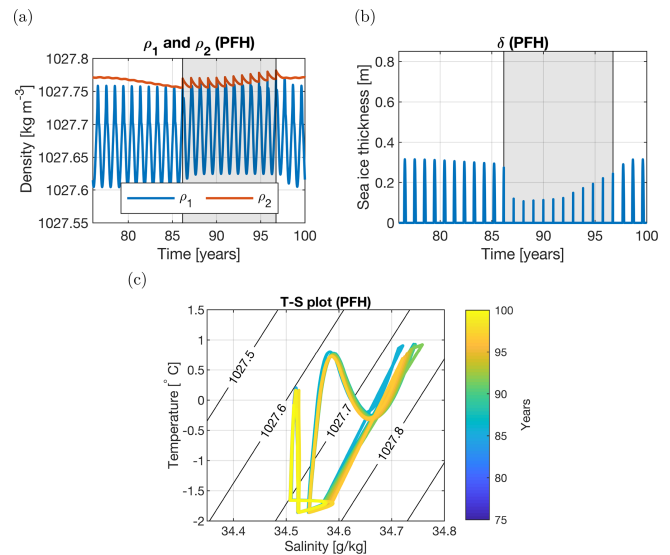 (a)
ρ1 and ρ2 (PFH)
1027.8
1027.75
1027.7
1027.65
1027.6
1027.55
Density [kg m-3]
ρ1 ρ2
80 85 90 95 100
Time [years]
(b)
δ (PFH)
0.8
0.6
0.4
0.2
0
Sea ice thickness [m]
80 85 90 95 100
Time [years]
(c)
T-S plot (PFH)
1.5
1
0.5
0
-0.5
-1
-1.5
-2
Temperature [° C]
1027.5
1027.6
1027.7
1027.8
34.4 34.5 34.6 34.7 34.8
Salinity [g/kg]
100
95
90
85
80
75
Years